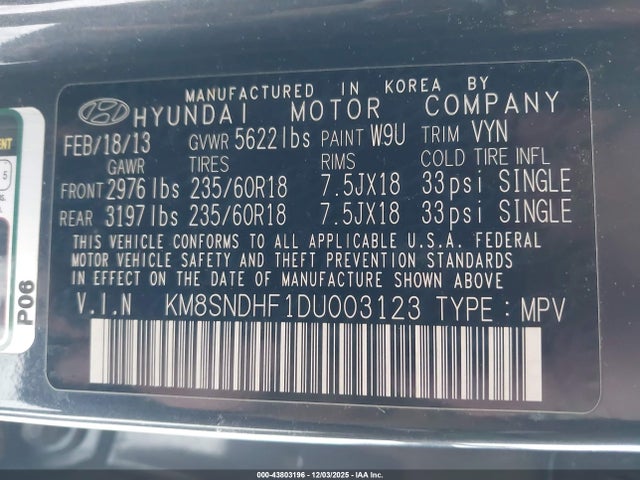 MANUFACTURED IN KOREA BY
HYUNDAI MOTOR COMPANY
FEB/18/13 GVWR 5622lbs PAINT W9U TRIM VYN
GAWR TIRES RIMS COLD TIRE INFL
FRONT 2976lbs 235/60R18 7.5JX18 33psi SINGLE
REAR 3197lbs 235/60R18 7.5JX18 33psi SINGLE
THIS VEHICLE CONFORMS TO ALL APPLICABLE U.S.A. FEDERAL
MOTOR VEHICLE SAFETY AND THEFT PREVENTION STANDARDS
IN EFFECT ON THE DATE OF MANUFACTURE SHOWN ABOVE.
V.I.N KM8SNDHF1DU003123 TYPE : MPV
P06
5
000-43803196 - 12/03/2025 - IAA Inc.